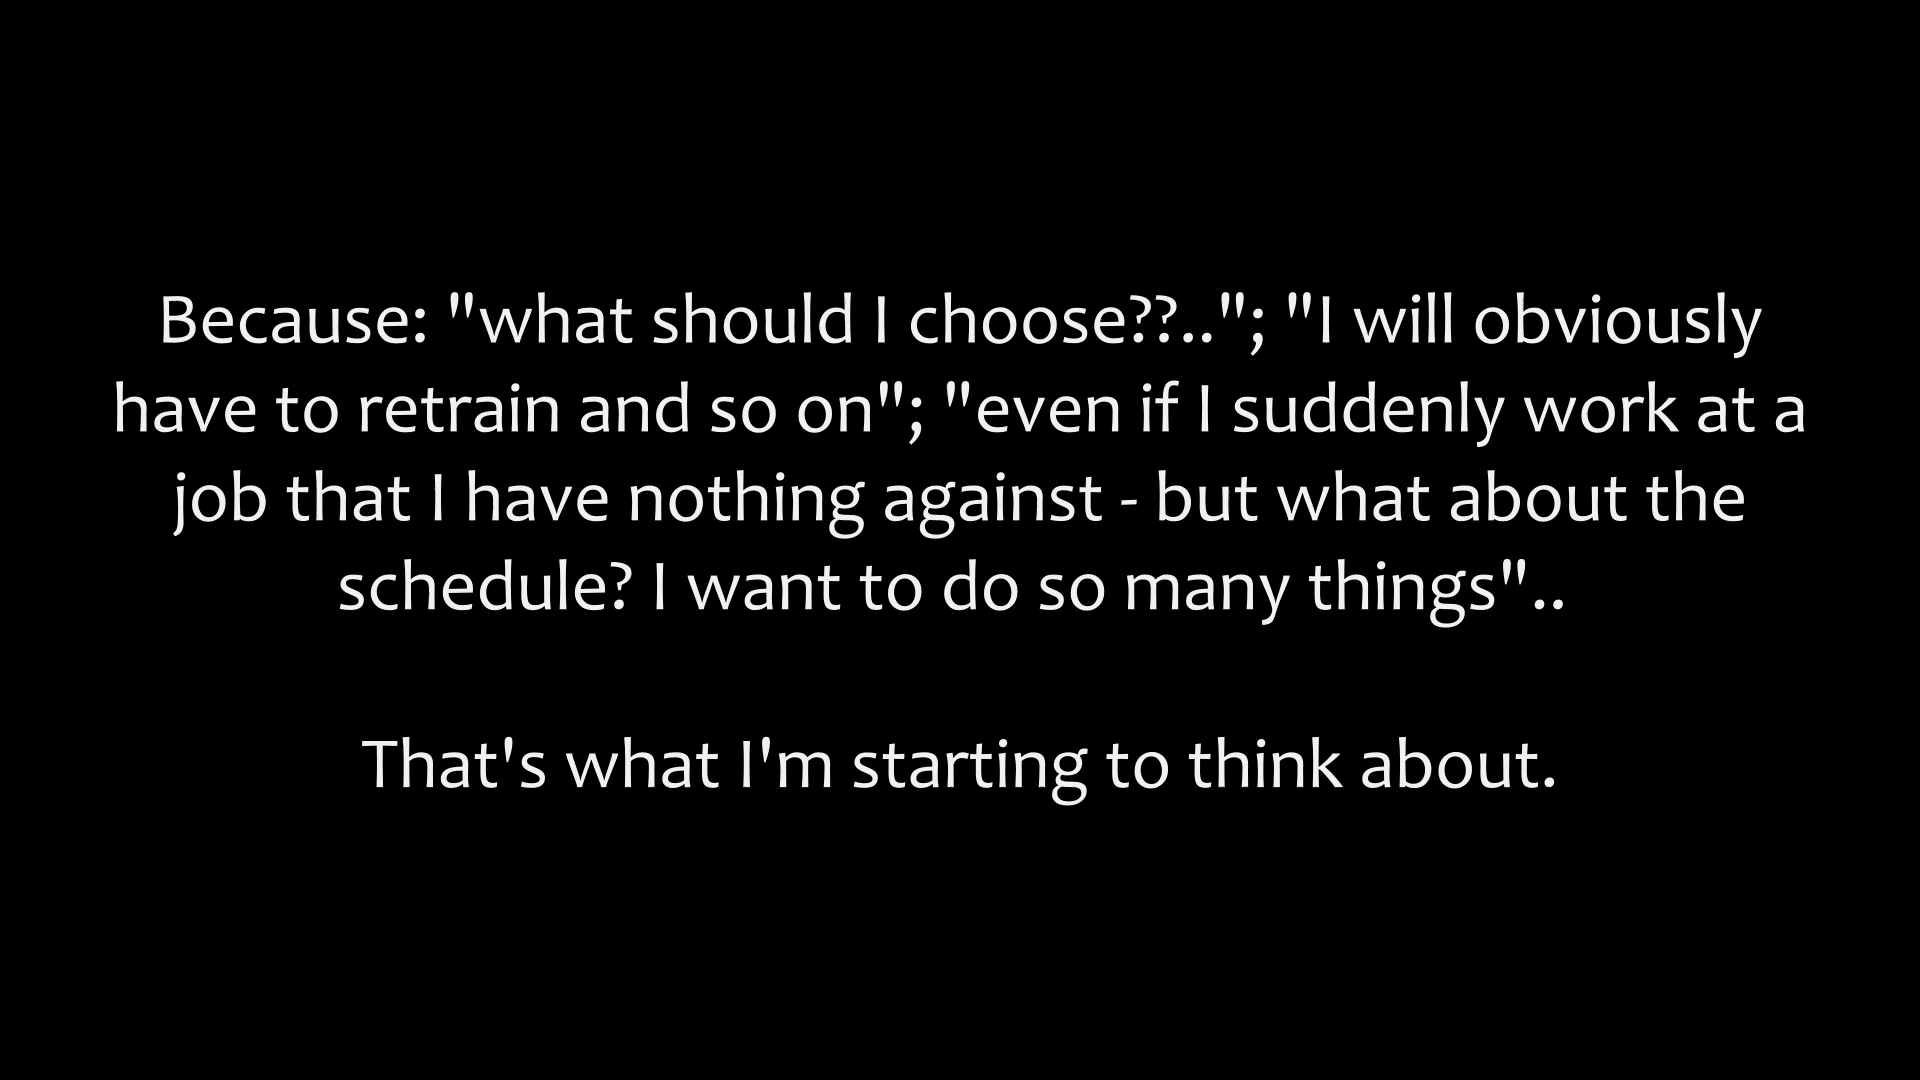 Because: "what should I choose??.."; "I will obviously
have to retrain and so on"; "even if I suddenly work at a
job that I have nothing against - but what about the
schedule? I want to do so many things"..
That's what I'm starting to think about.